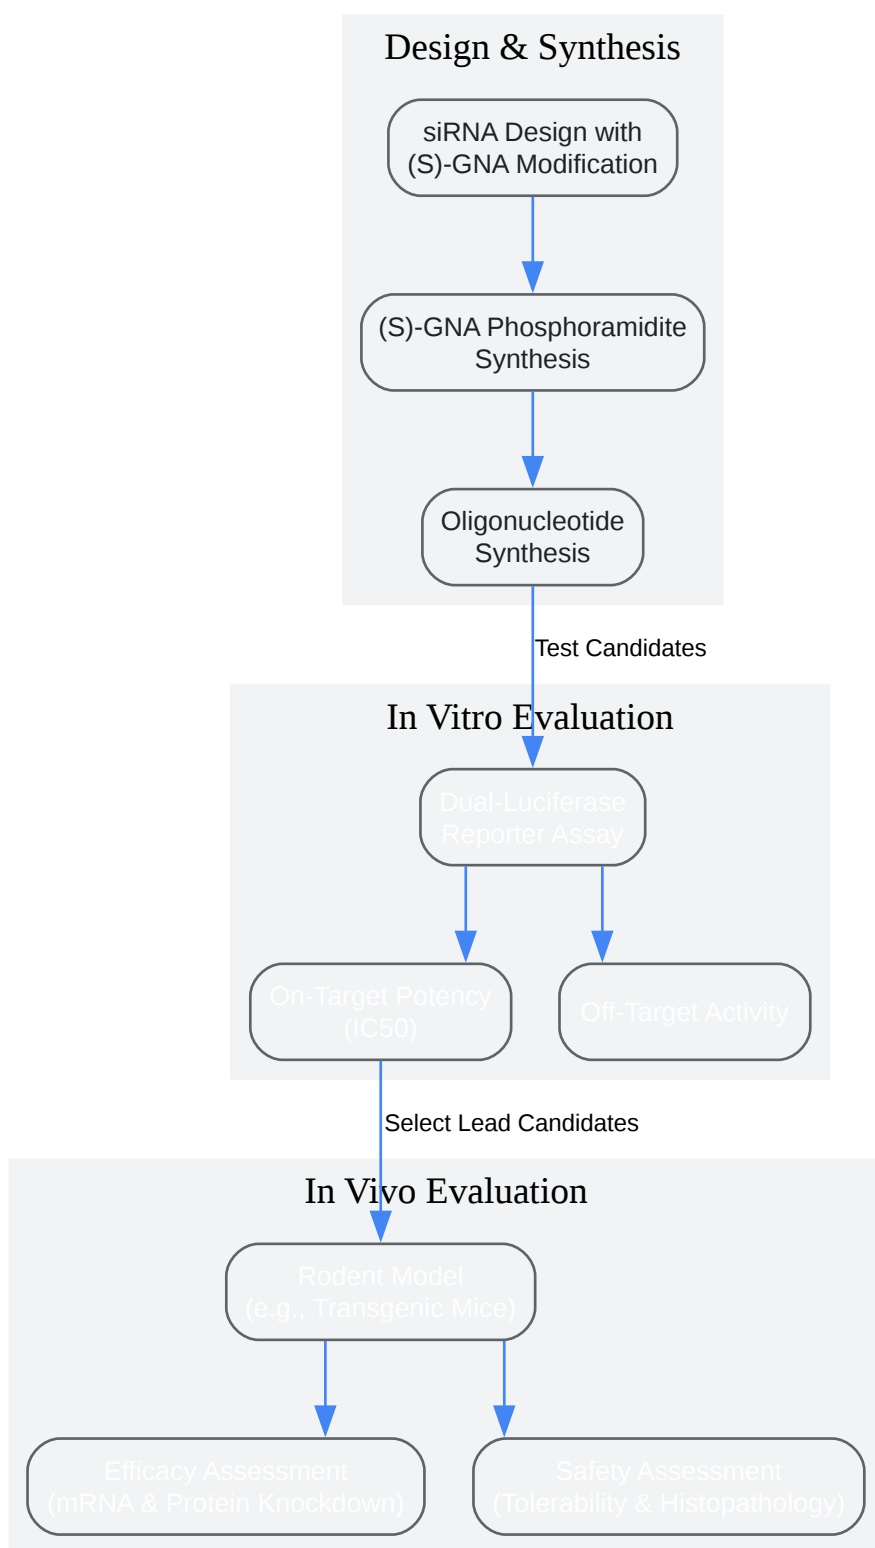 Design & Synthesis
siRNA Design with
(S)-GNA Modification
(S)-GNA Phosphoramidite
Synthesis
Oligonucleotide
Synthesis
Test Candidates
In Vitro Evaluation
Dual-Luciferase
Reporter Assay
On-Target Potency
(IC50)
Off-Target Activity
Select Lead Candidates
In Vivo Evaluation
Rodent Model
(e.g., Transgenic Mice)
Efficacy Assessment
(mRNA & Protein Knockdown)
Safety Assessment
(Tolerability & Histopathology)